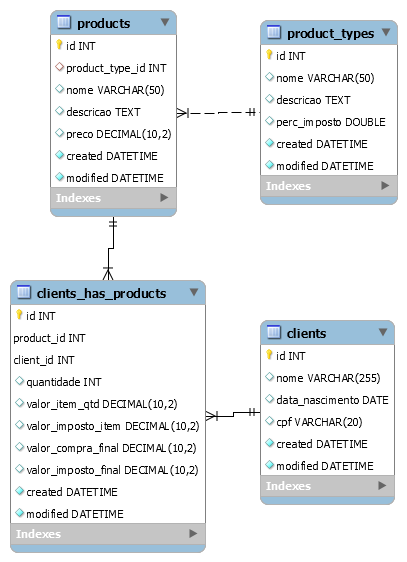 products
id INT
product_type_id INT
nome VARCHAR(50)
descricao TEXT
preco DECIMAL(10,2)
created DATETIME
modified DATETIME
Indexes
product_types
id INT
nome VARCHAR(50)
descricao TEXT
perc_imposto DOUBLE
created DATETIME
modified DATETIME
Indexes
clients_has_products
id INT
product_id INT
client_id INT
quantidade INT
valor_item_qtd DECIMAL(10,2)
valor_imposto_item DECIMAL(10,2)
valor_compra_final DECIMAL(10,2)
valor_imposto_final DECIMAL(10,2)
created DATETIME
modified DATETIME
Indexes
clients
id INT
nome VARCHAR(255)
data_nascimento DATE
cpf VARCHAR(20)
created DATETIME
modified DATETIME
Indexes